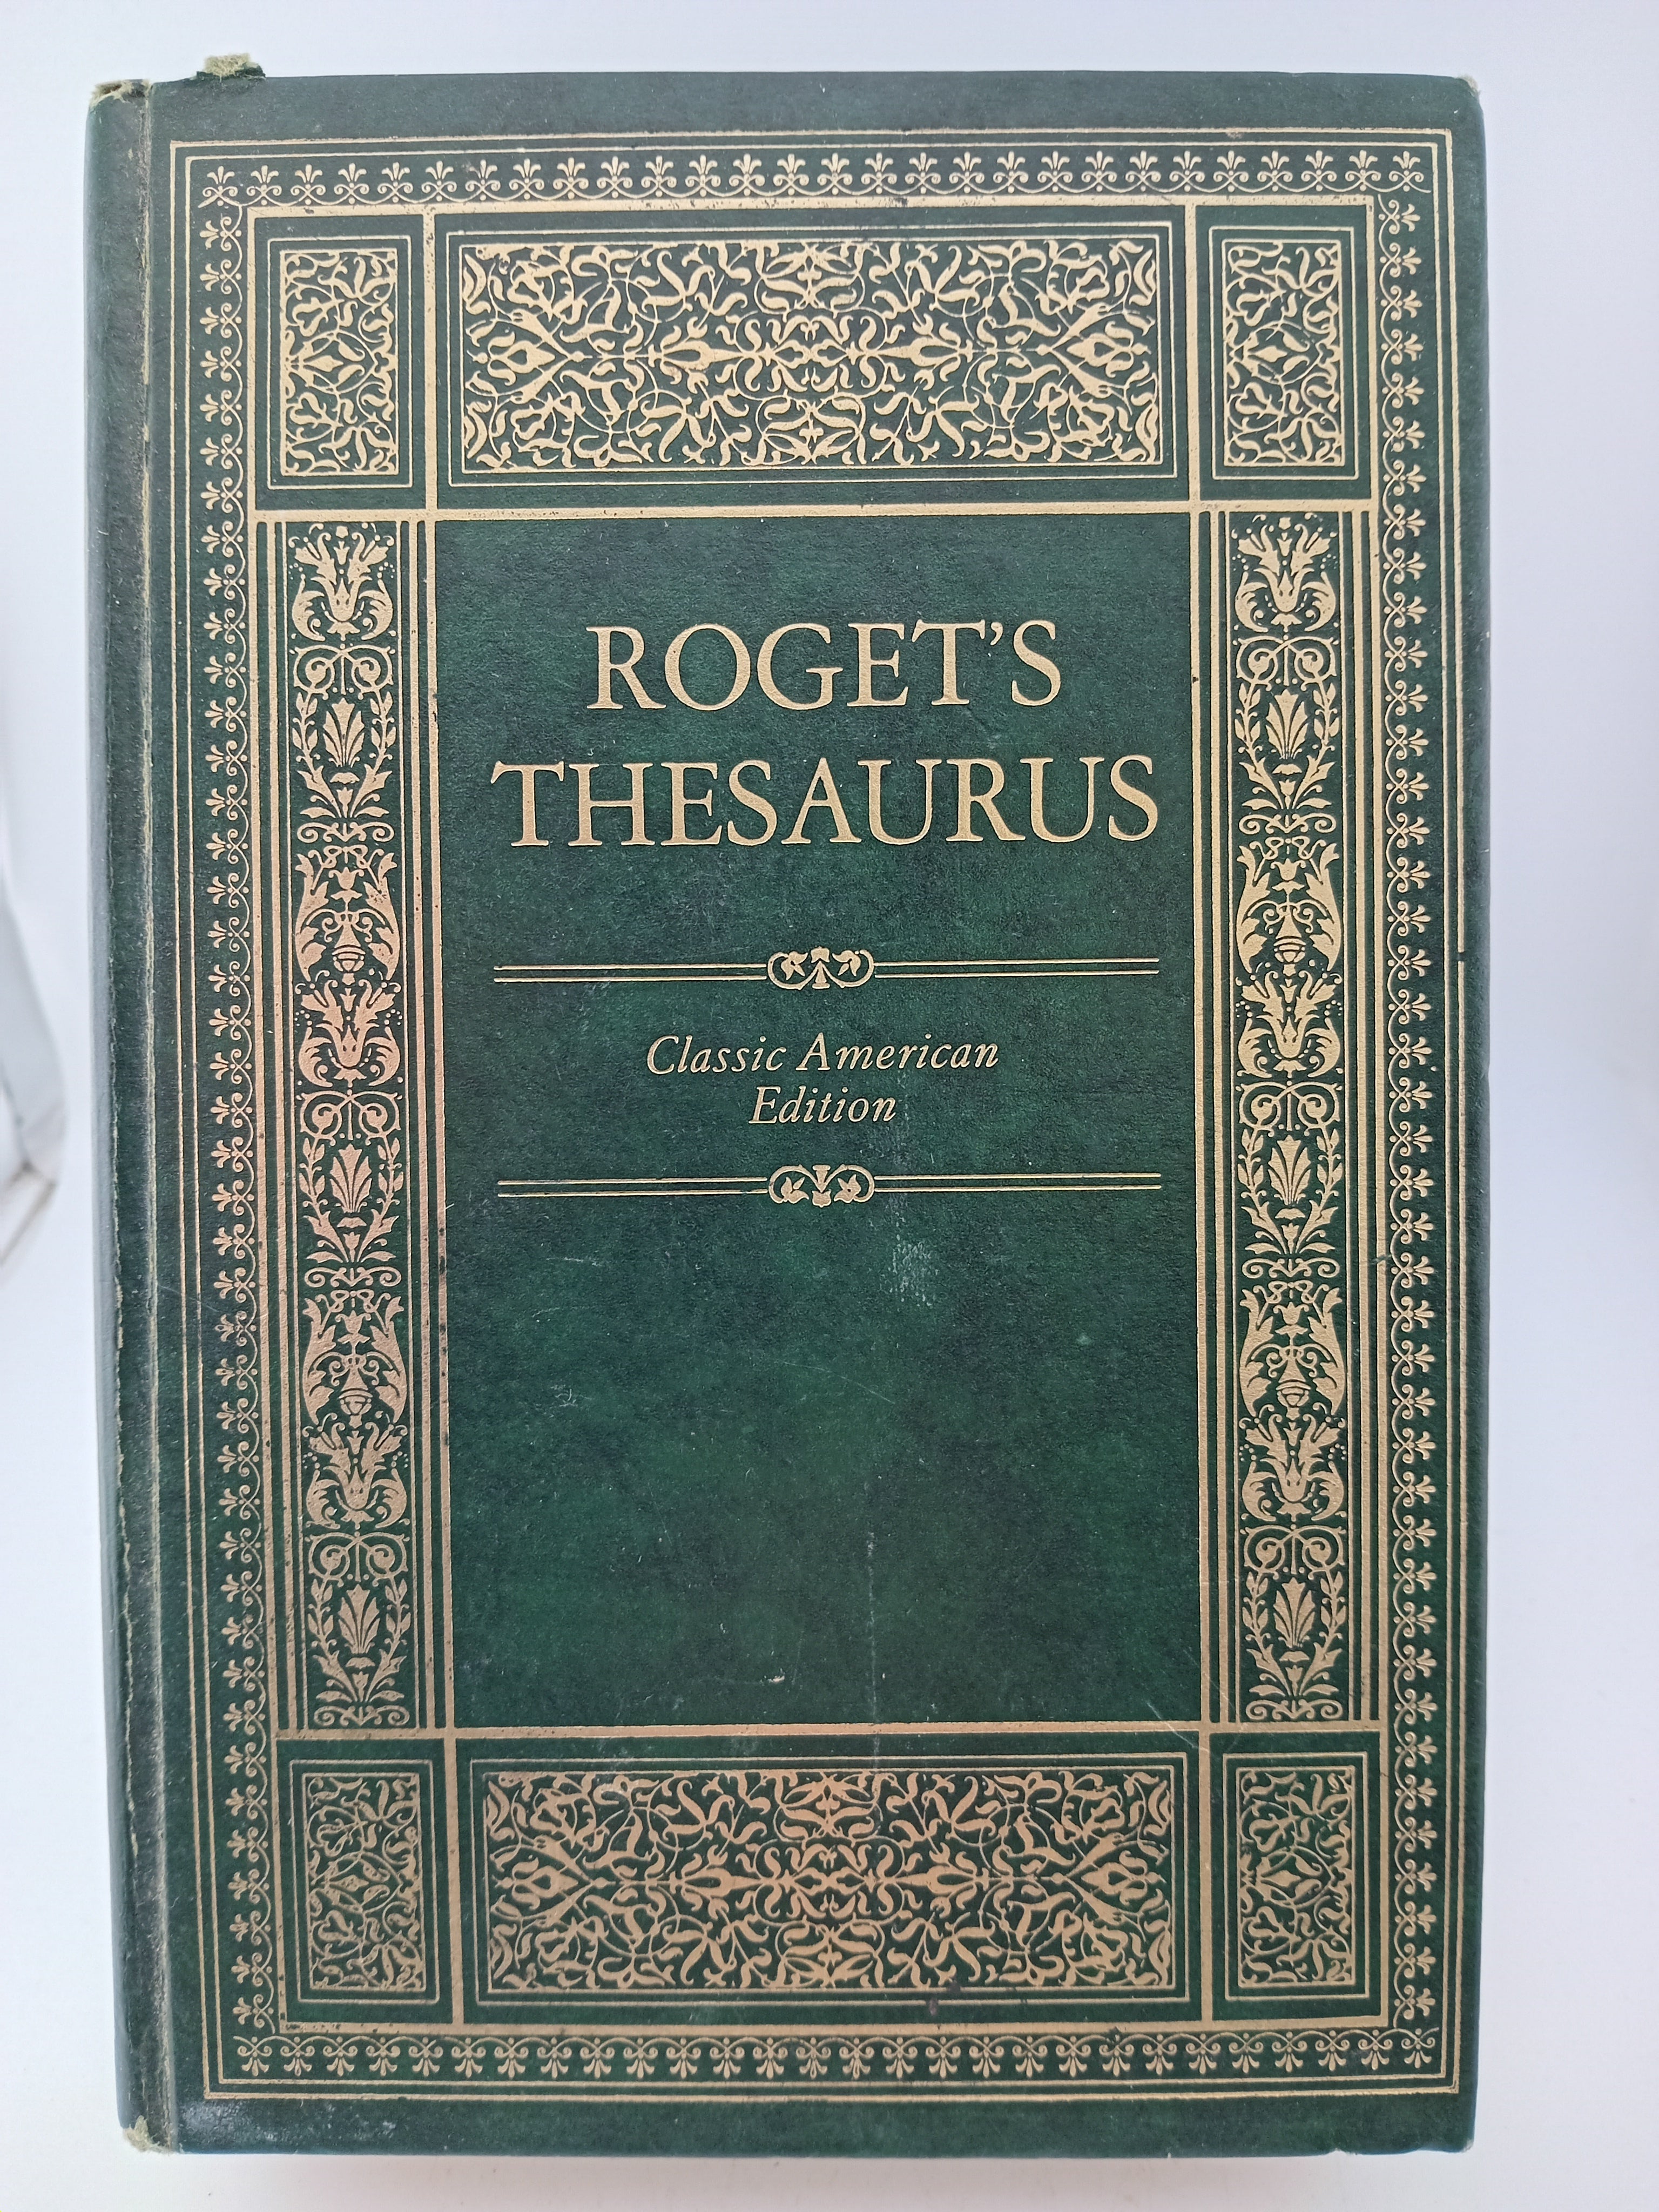 ROGET'S
THESAURUS
Classic American
Edition